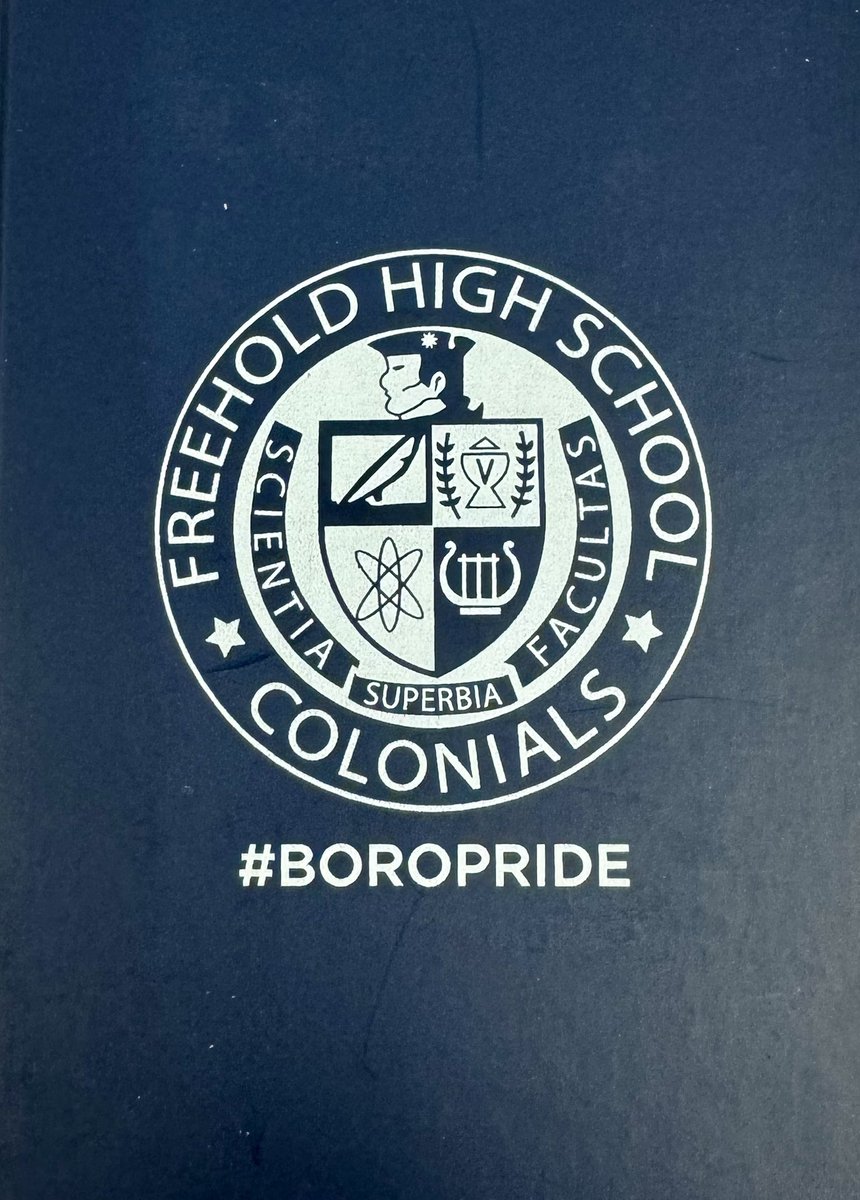 FREEHOLD HIGH SCHOOL
SCIENTIA
SUPERBIA
FACULTAS
V
COLONIALS
#BOROPRIDE